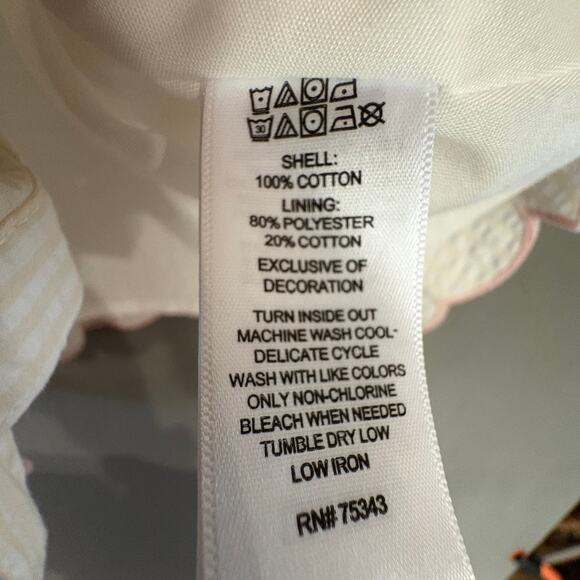 30
SHELL:
100% COTTON
LINING:
80% POLYESTER
20% COTTON
EXCLUSIVE OF
DECORATION
TURN INSIDE OUT
MACHINE WASH COOL-
DELICATE CYCLE
WASH WITH LIKE COLORS
ONLY NON-CHLORINE
BLEACH WHEN NEEDED
TUMBLE DRY LOW
LOW IRON
RN# 75343